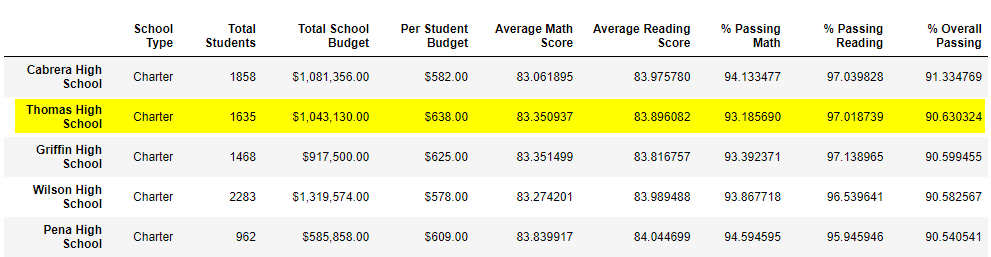 School Type Total Students Total School Budget Per Student Budget Average Math Score Average Reading Score % Passing Math % Passing Reading % Overall Passing
Cabrera High School Charter 1858 $1,081,356.00 $582.00 83.061895 83.975780 94.133477 97.039828 91.334769
Thomas High School Charter 1635 $1,043,130.00 $638.00 83.350937 83.896082 93.185690 97.018739 90.630324
Griffin High School Charter 1468 $917,500.00 $625.00 83.351499 83.816757 93.392371 97.138965 90.599455
Wilson High School Charter 2283 $1,319,574.00 $578.00 83.274201 83.989488 93.867718 96.539641 90.582567
Pena High School Charter 962 $585,858.00 $609.00 83.839917 84.044699 94.594595 95.945946 90.540541